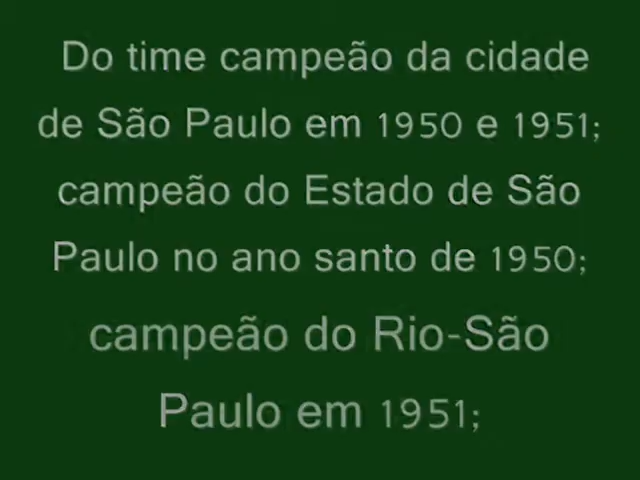 Do time campeão da cidade
de São Paulo em 1950 e 1951;
campeão do Estado de São
Paulo no ano santo de 1950;
campeão do Rio-São
Paulo em 1951;